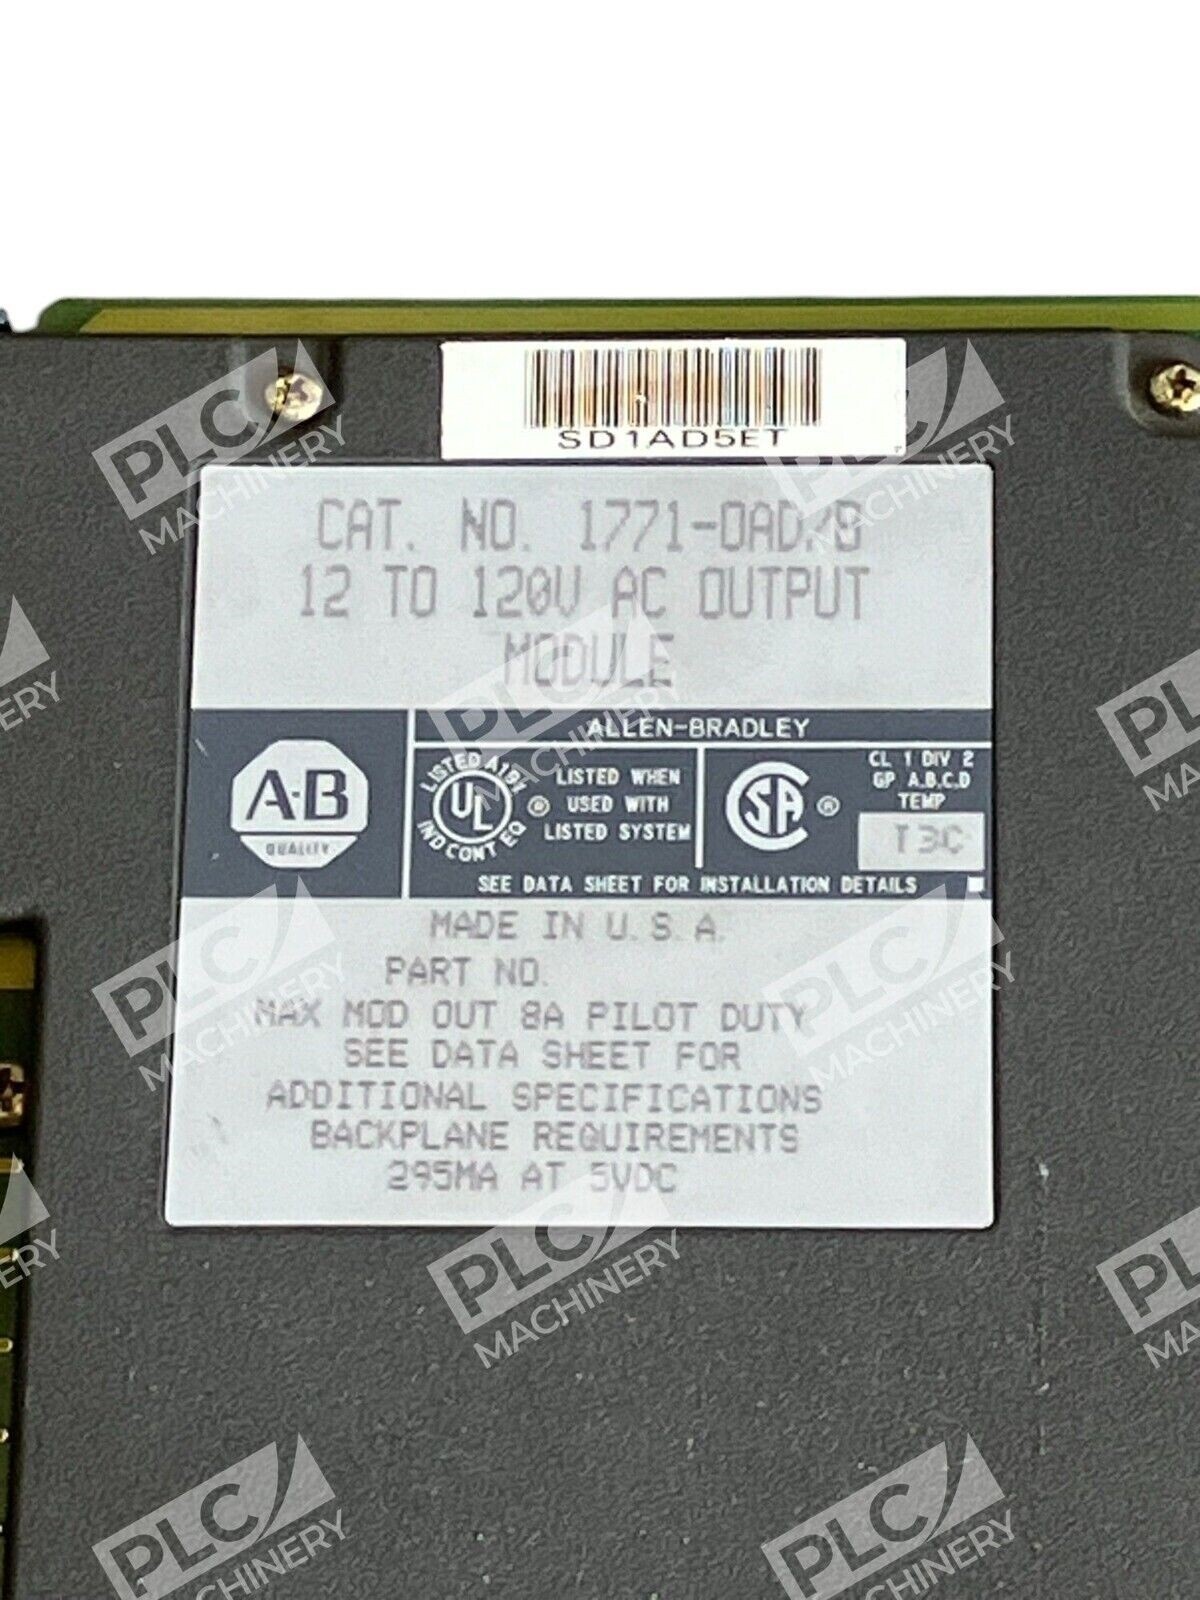 SD1AD5ET
CAT. NO. 1771-OAD/B
12 TO 120V AC OUTPUT
MODULE
ALLEN-BRADLEY
A-B
QUALITY
LISTED A191
UL
IND CONT EQ
®
LISTED WHEN
USED WITH
LISTED SYSTEM
SA
®
CL 1 DIV 2
GP A,B,C,D
TEMP
T3C
SEE DATA SHEET FOR INSTALLATION DETAILS
MADE IN U.S.A.
PART NO.
MAX MOD OUT 8A PILOT DUTY
SEE DATA SHEET FOR
ADDITIONAL SPECIFICATIONS
BACKPLANE REQUIREMENTS
295MA AT 5VDC
PLC MACHINERY